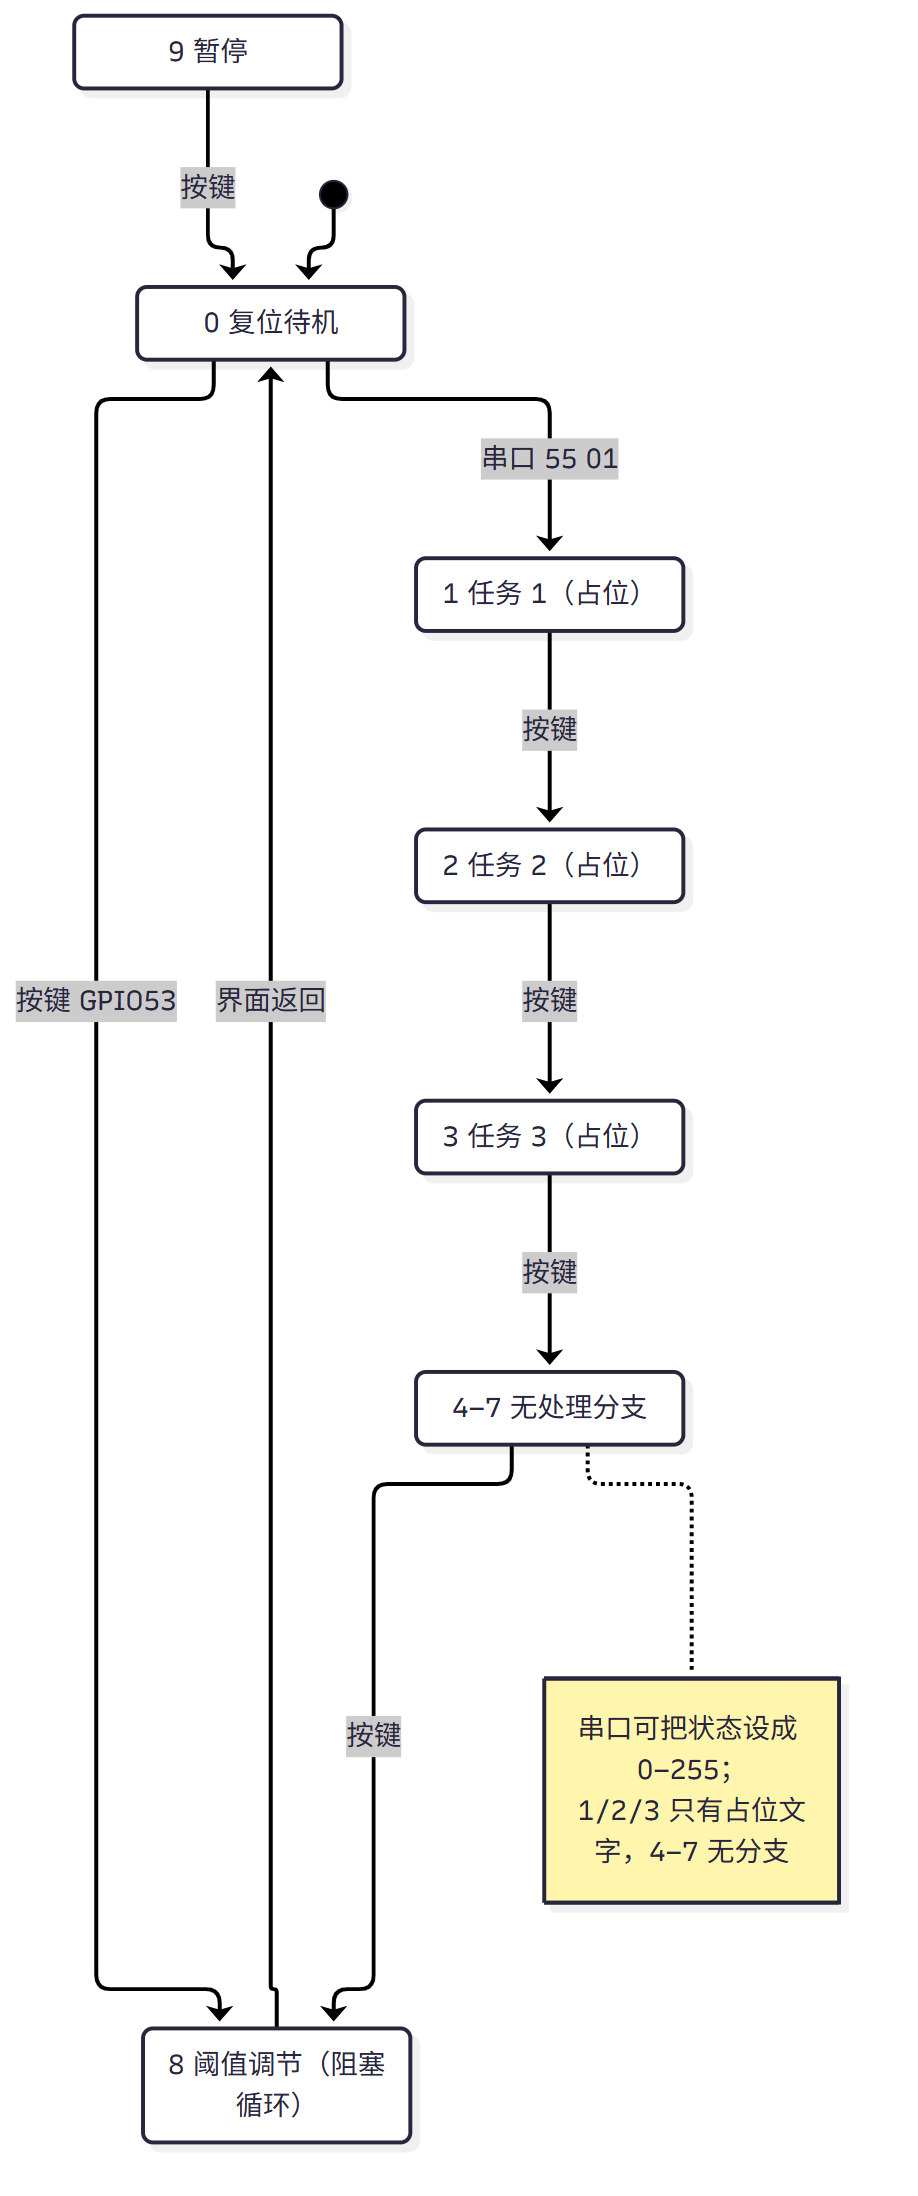 9 暂停
按键
0 复位待机
串口 55 01
1 任务 1（占位）
按键
2 任务 2（占位）
按键 GPIO53
界面返回
按键
3 任务 3（占位）
按键
4–7 无处理分支
串口可把状态设成
0–255；
1/2/3 只有占位文
字，4–7 无分支
按键
8 阈值调节（阻塞
循环）